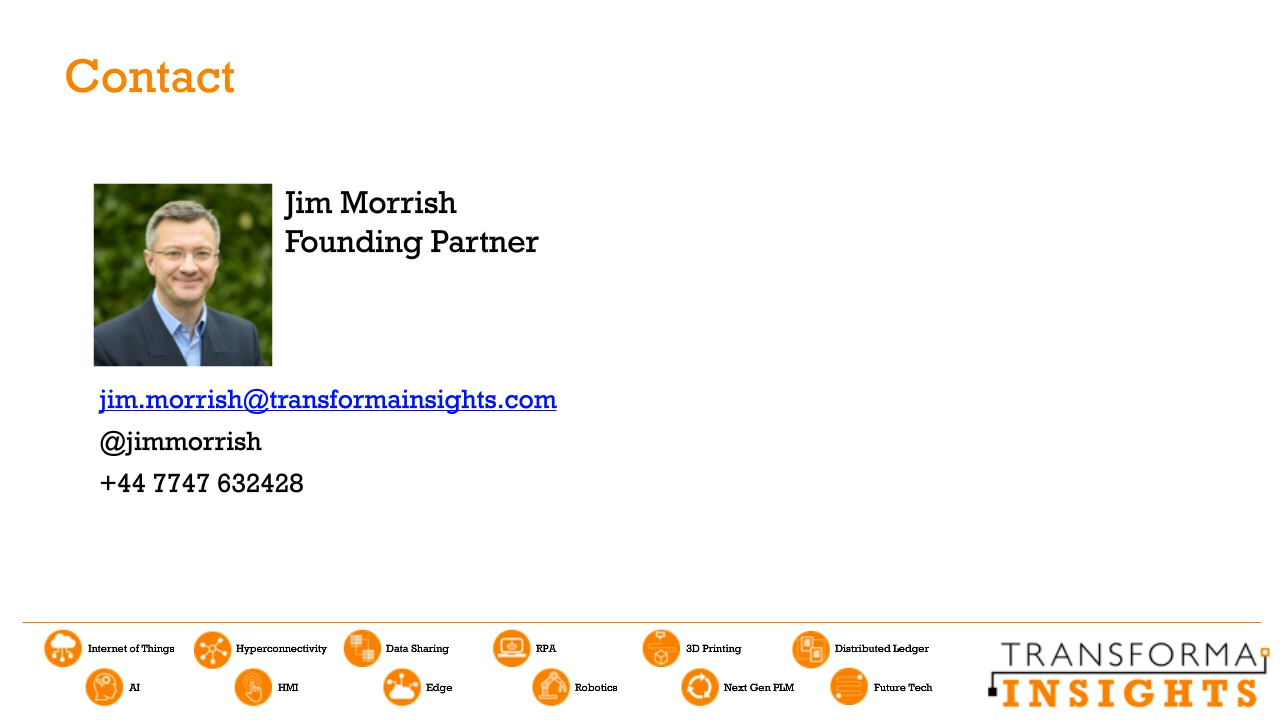 Contact
Jim Morrish
Founding Partner
jim.morrish@transformainsights.com
@jimmorrish
+44 7747 632428
Internet of Things
Hyperconnectivity
Data Sharing
RPA
3D Printing
Distributed Ledger
AI
HMI
Edge
Robotics
Next Gen PLM
Future Tech
TRANSFORMA
INSIGHTS